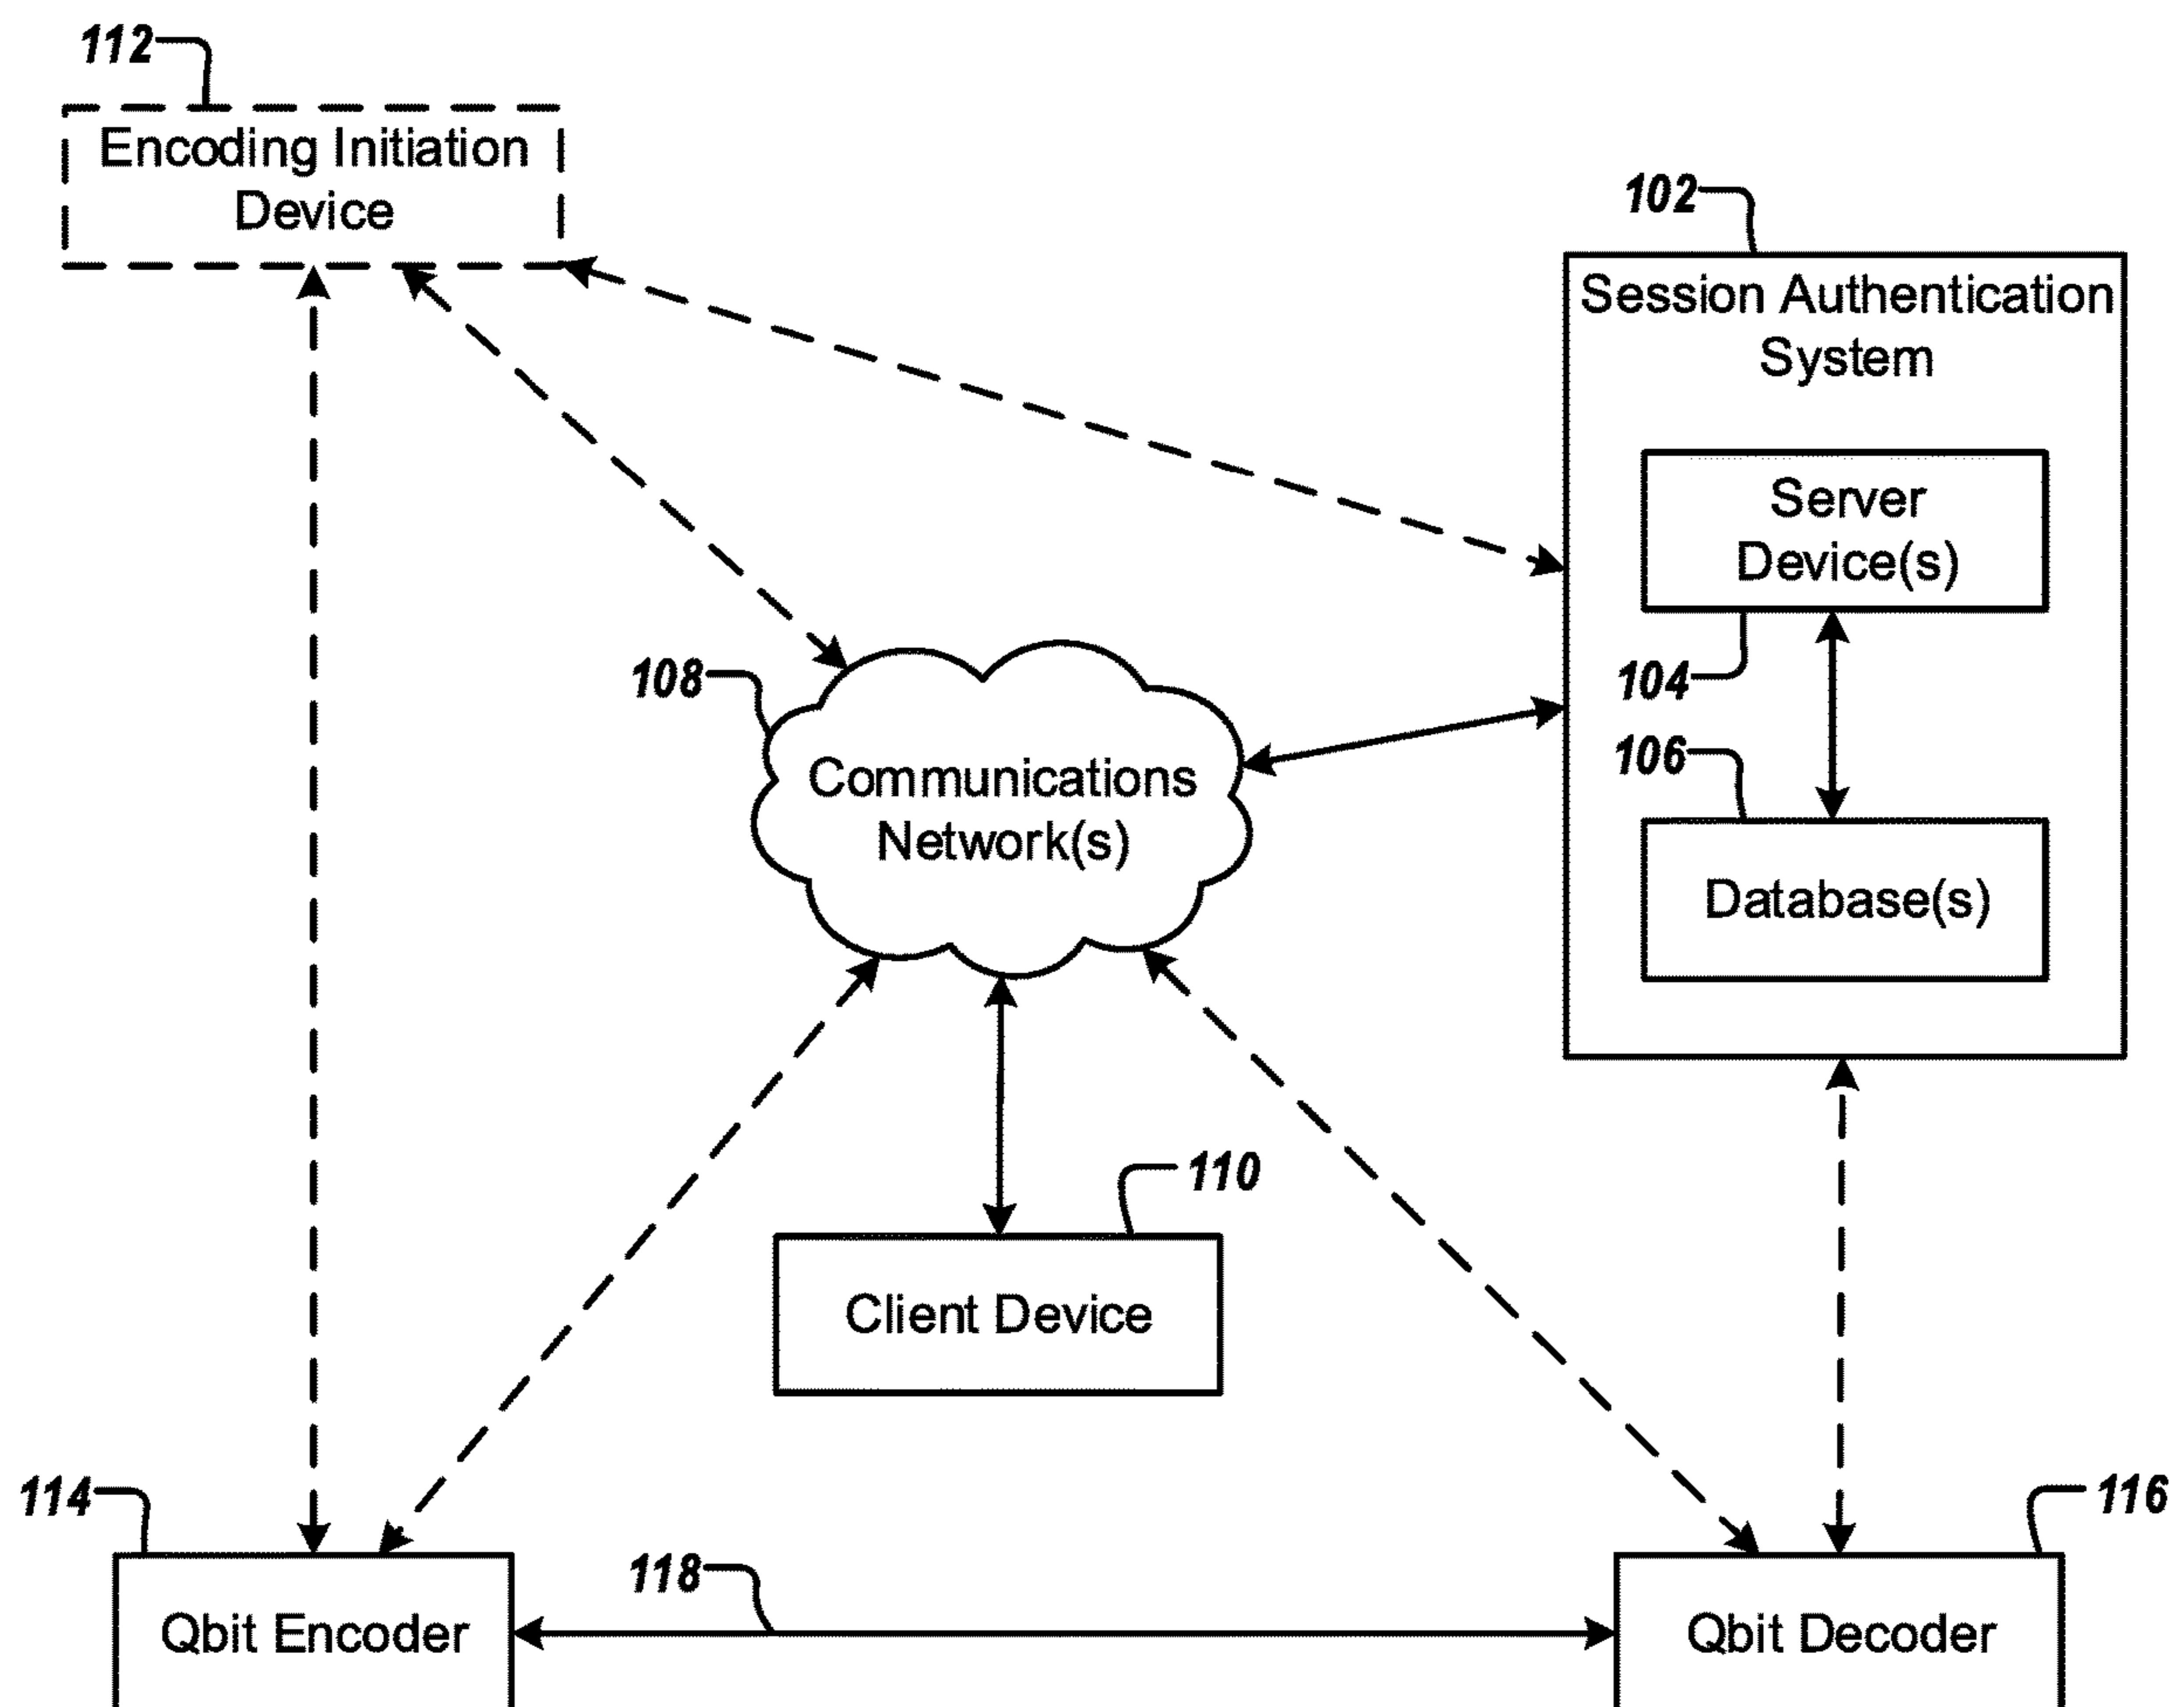 112
Encoding Initiation
Device
102
Session Authentication
System
Server
Device(s)
104
108
106
Communications
Network(s)
Database(s)
110
Client Device
114
116
118
Qbit Encoder
Qbit Decoder